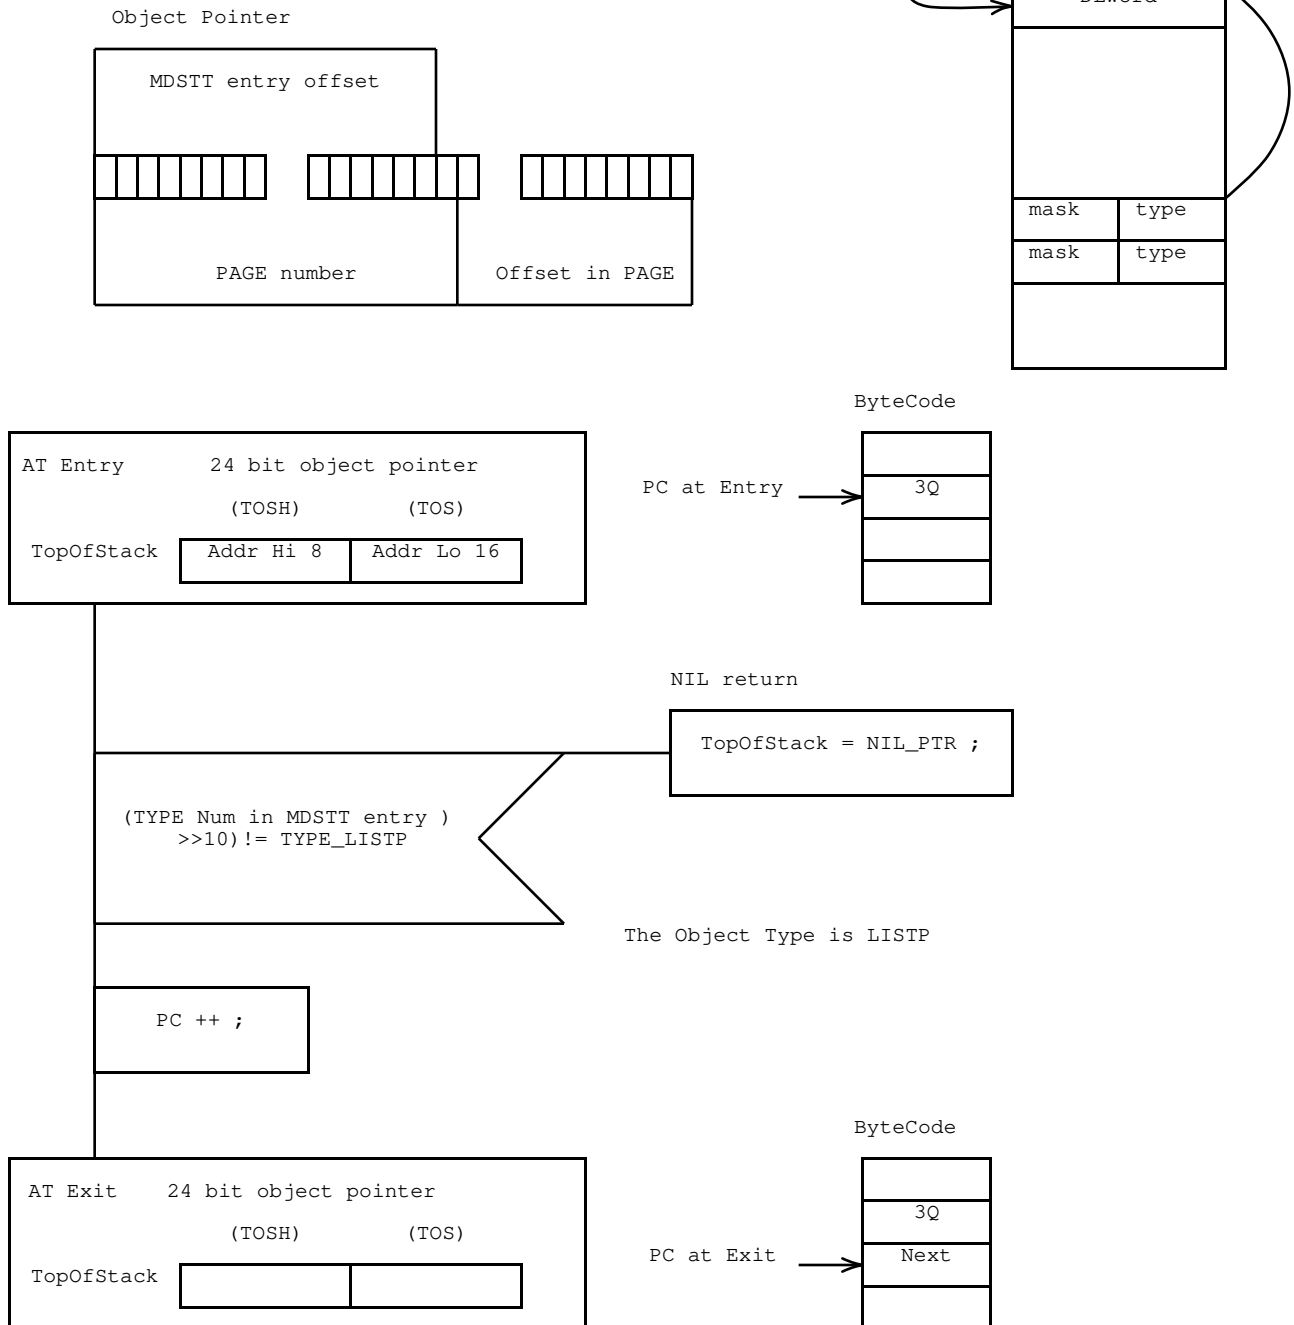 Object Pointer
MDSTT entry offset
mask type
mask type
PAGE number Offset in PAGE
ByteCode
AT Entry 24 bit object pointer
(TOSH) (TOS)
PC at Entry 3Q
TopOfStack Addr Hi 8 Addr Lo 16
NIL return
TopOfStack = NIL_PTR ;
(TYPE Num in MDSTT entry )
>>10)!= TYPE_LISTP
The Object Type is LISTP
PC ++ ;
ByteCode
AT Exit 24 bit object pointer
(TOSH) (TOS)
3Q
PC at Exit Next
TopOfStack